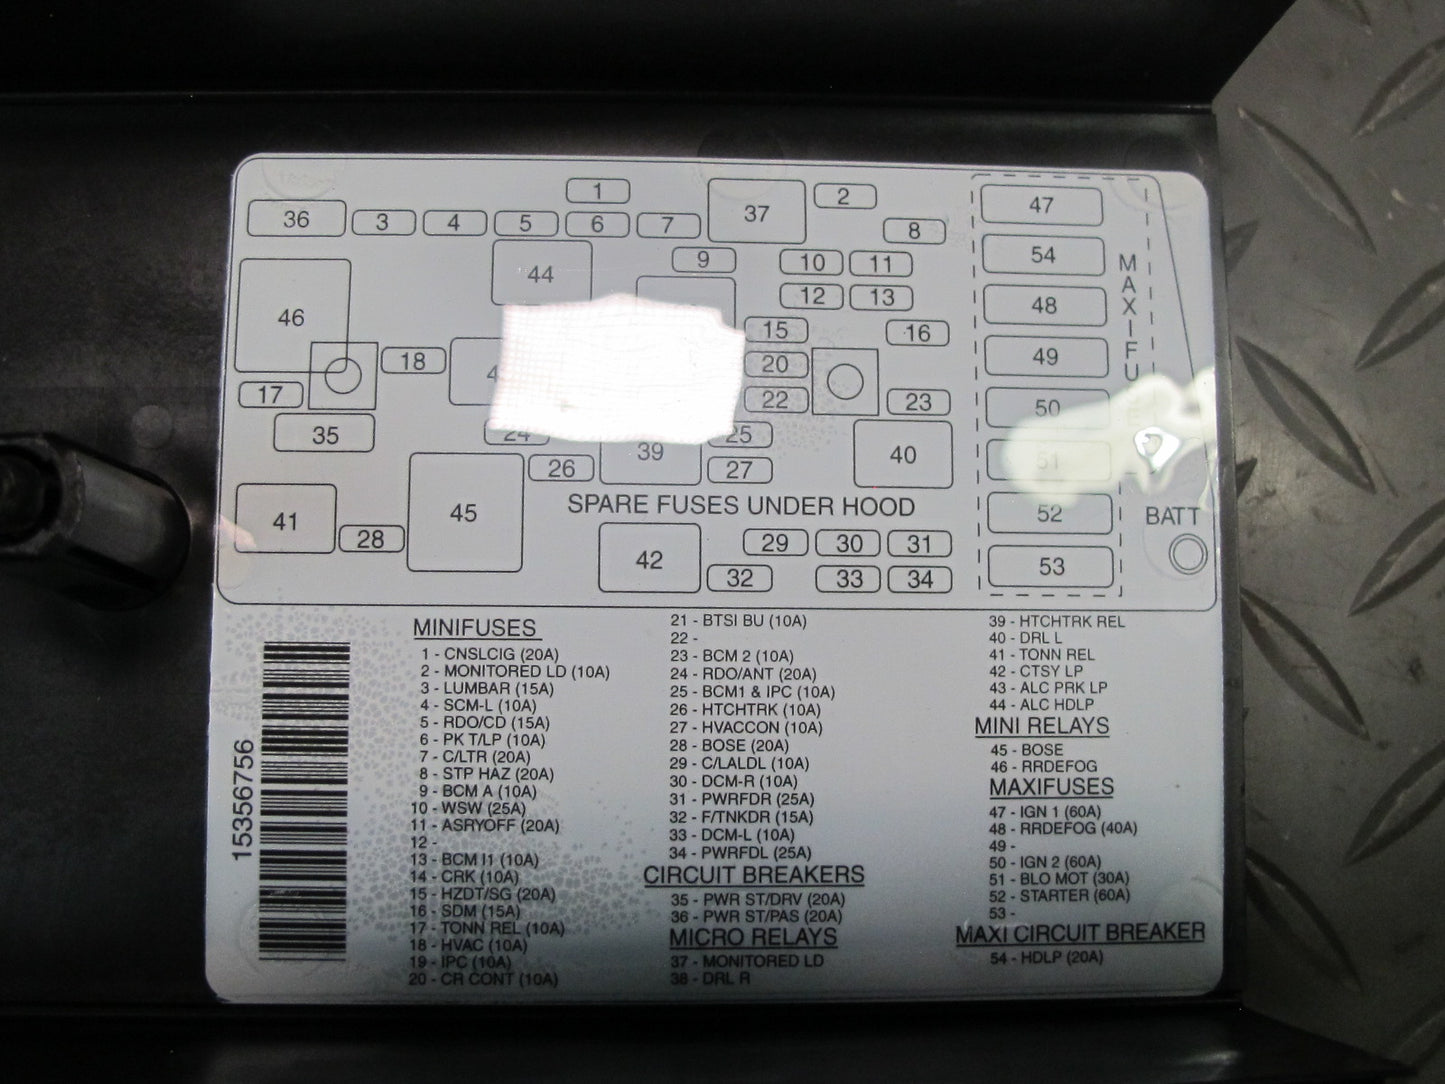 1
37
2
36
3
4
5
6
7
8
9
44
10
11
12
13
46
15
16
18
20
17
22
23
35
24
25
39
26
27
40
45
SPARE FUSES UNDER HOOD
41
28
42
29
30
31
32
33
34
47
54
48
49
50
51
52
53
BATT
15356756
MINIFUSES
1 - CNSLCIG (20A)
2 - MONITORED LD (10A)
3 - LUMBAR (15A)
4 - SCM-L (10A)
5 - RDO/CD (15A)
6 - PK T/LP (10A)
7 - C/LTR (20A)
8 - STP HAZ (20A)
9 - BCM A (10A)
10 - WSW (25A)
11 - ASRYOFF (20A)
12 -
13 - BCM I1 (10A)
14 - CRK (10A)
15 - HZDT/SG (20A)
16 - SDM (15A)
17 - TONN REL (10A)
18 - HVAC (10A)
19 - IPC (10A)
20 - CR CONT (10A)
21 - BTSI BU (10A)
22 -
23 - BCM 2 (10A)
24 - RDO/ANT (20A)
25 - BCM1 & IPC (10A)
26 - HTCHTRK (10A)
27 - HVACCON (10A)
28 - BOSE (20A)
29 - C/LALDL (10A)
30 - DCM-R (10A)
31 - PWRFDR (25A)
32 - F/TNKDR (15A)
33 - DCM-L (10A)
34 - PWRFDL (25A)
CIRCUIT BREAKERS
35 - PWR ST/DRV (20A)
36 - PWR ST/PAS (20A)
MICRO RELAYS
37 - MONITORED LD
38 - DRL R
39 - HTCHTRK REL
40 - DRL L
41 - TONN REL
42 - CTSY LP
43 - ALC PRK LP
44 - ALC HDLP
MINI RELAYS
45 - BOSE
46 - RRDEFOG
MAXIFUSES
47 - IGN 1 (60A)
48 - RRDEFOG (40A)
49 -
50 - IGN 2 (60A)
51 - BLO MOT (30A)
52 - STARTER (60A)
53 -
MAXI CIRCUIT BREAKER
54 - HDLP (20A)